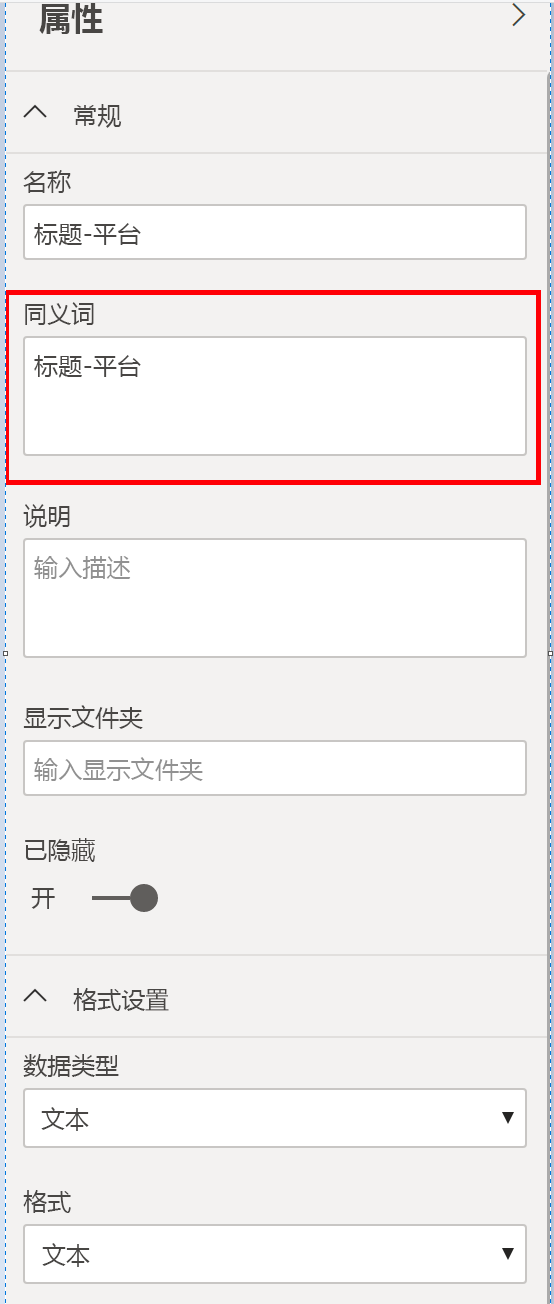 属性
常规
名称
标题-平台
同义词
标题-平台
说明
输入描述
显示文件夹
输入显示文件夹
已隐藏
开
格式设置
数据类型
文本
格式
文本